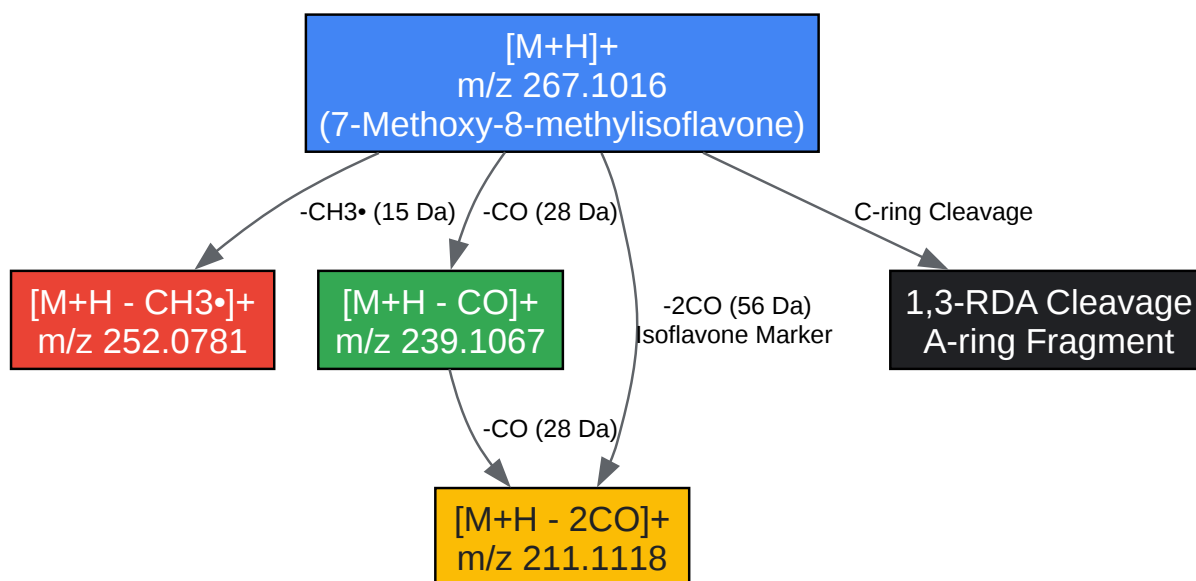 [M+H]+
m/z 267.1016
(7-Methoxy-8-methylisoflavone)
-CH3• (15 Da)
-CO (28 Da)
C-ring Cleavage
[M+H - CH3•]+
m/z 252.0781
[M+H - CO]+
m/z 239.1067
-2CO (56 Da)
Isoflavone Marker
1,3-RDA Cleavage
A-ring Fragment
-CO (28 Da)
[M+H - 2CO]+
m/z 211.1118